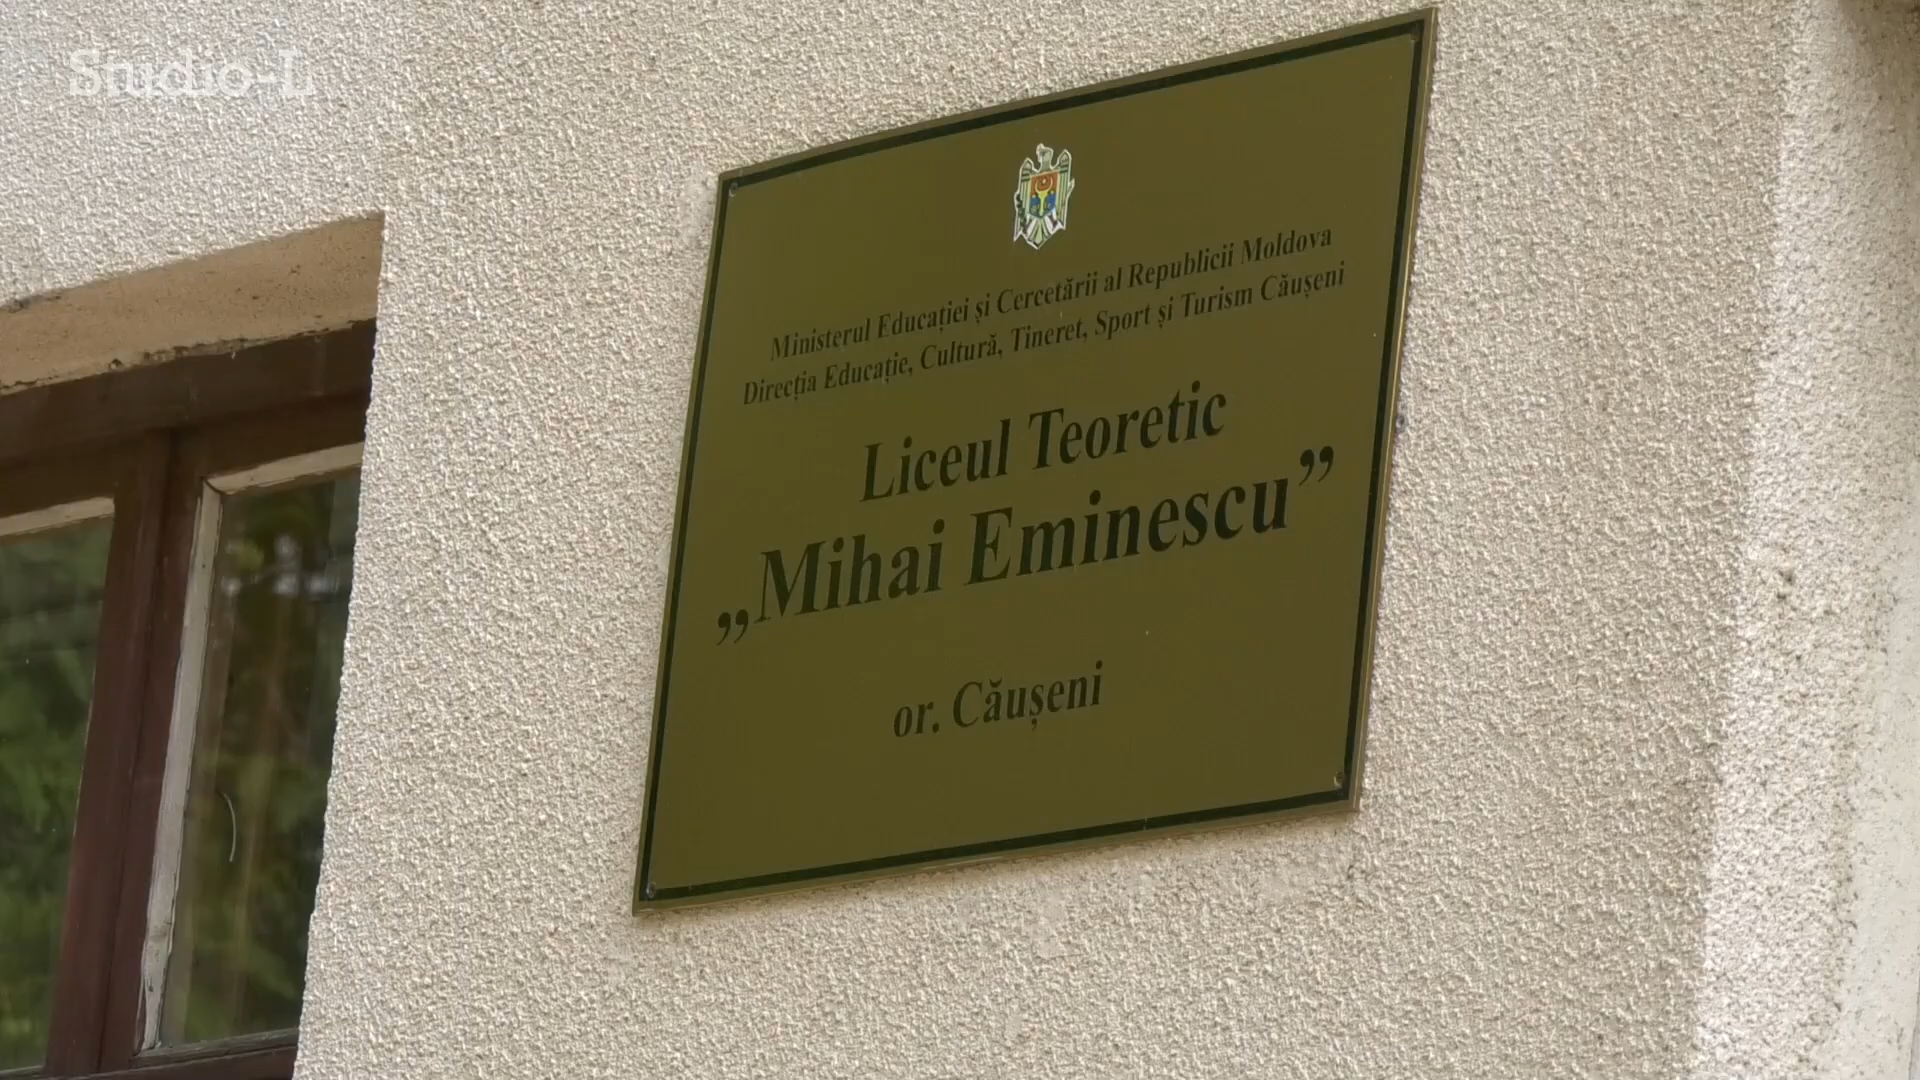 Studio-L
Ministerul Educației și Cercetării al Republicii Moldova
Direcția Educație, Cultură, Tineret, Sport și Turism Căușeni
Liceul Teoretic
„Mihai Eminescu”
or. Căușeni